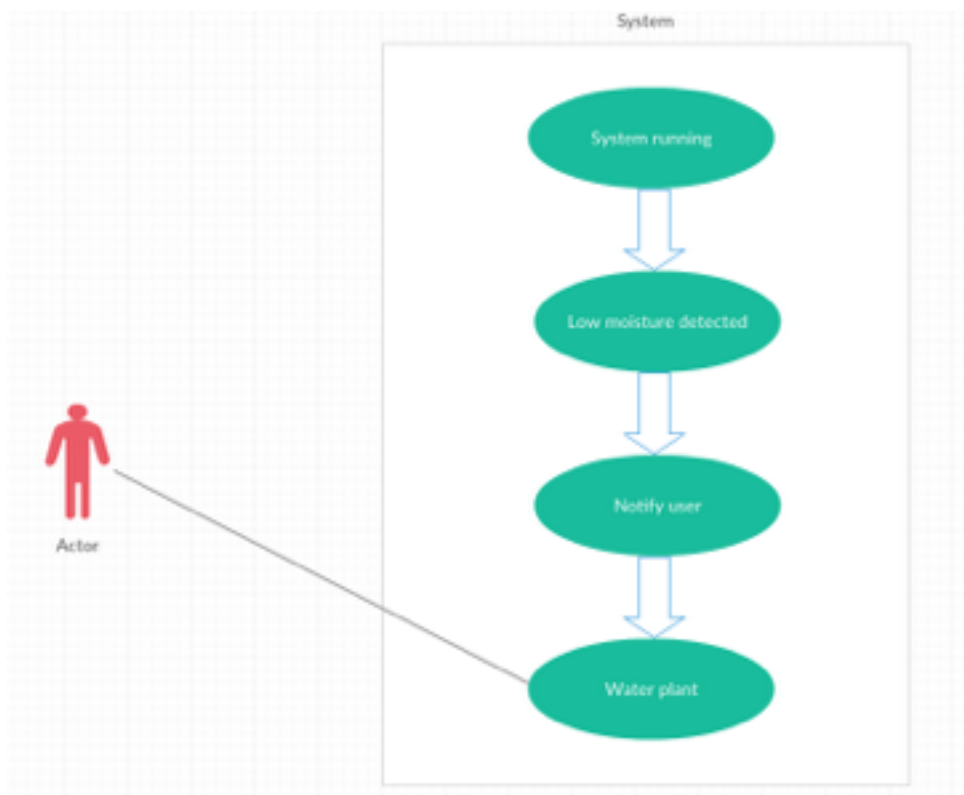 System
System running
Low moisture detected
Notify user
Actor
Water plant